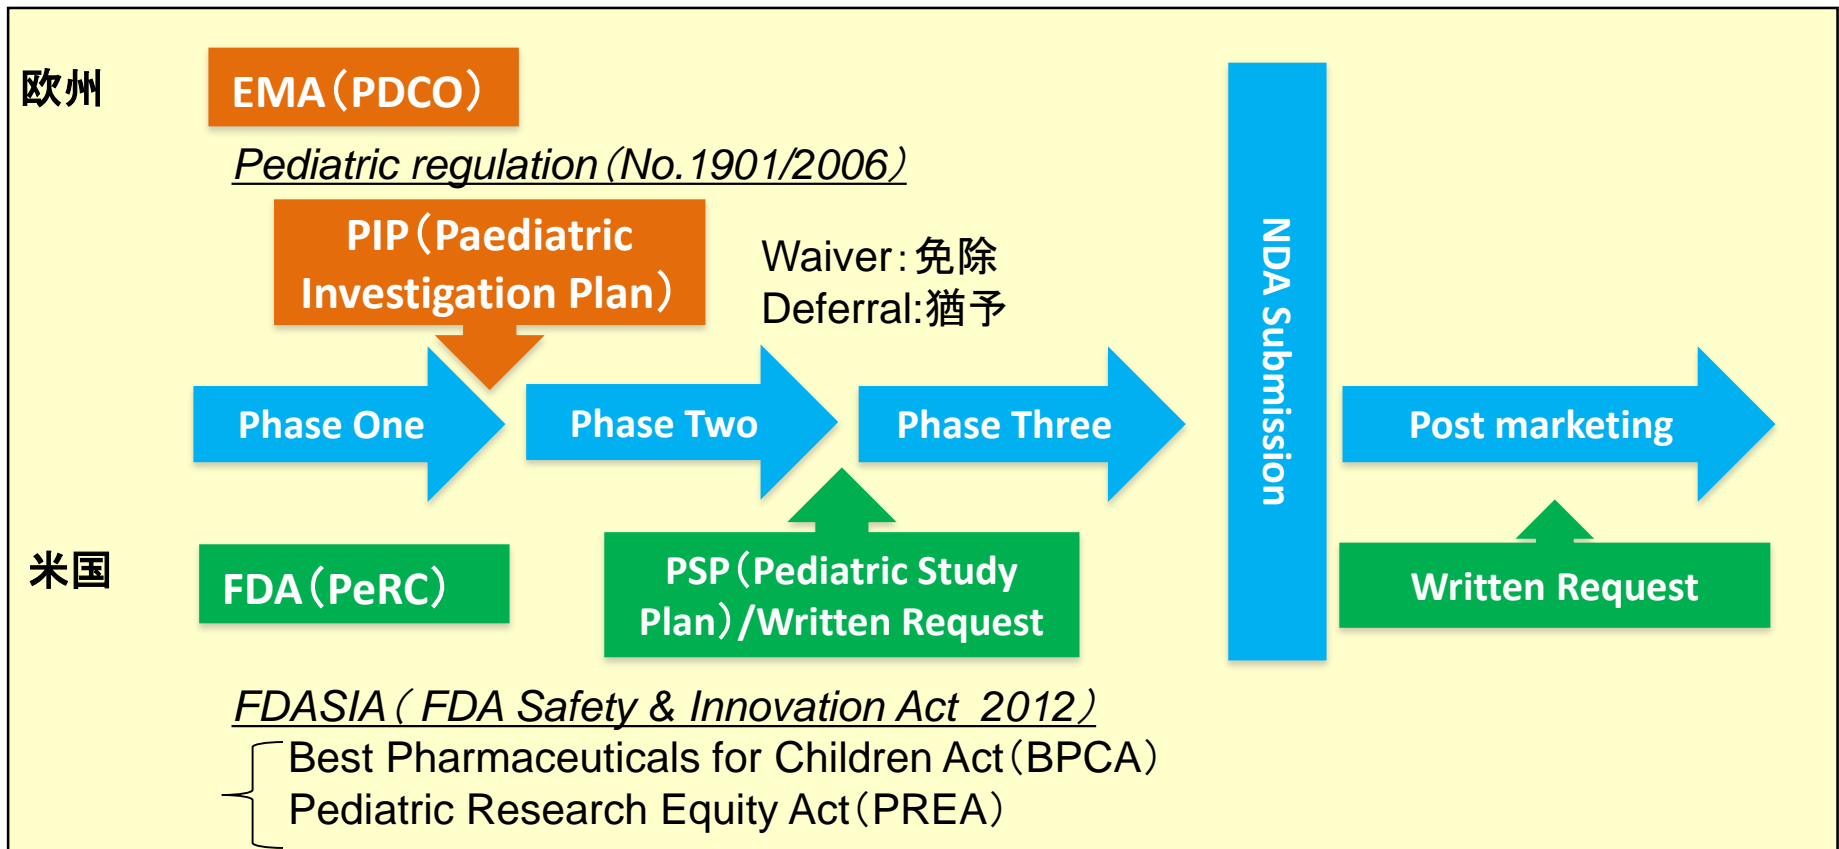 欧州
EMA（PDCO）
Pediatric regulation（No.1901/2006）
PIP（Paediatric
Investigation Plan）
Waiver：免除
Deferral:猶予
Phase One
Phase Two
Phase Three
NDA Submission
Post marketing
米国
FDA（PeRC）
PSP（Pediatric Study
Plan）/Written Request
Written Request
FDASIA（ FDA Safety & Innovation Act 2012）
Best Pharmaceuticals for Children Act（BPCA）
Pediatric Research Equity Act（PREA）